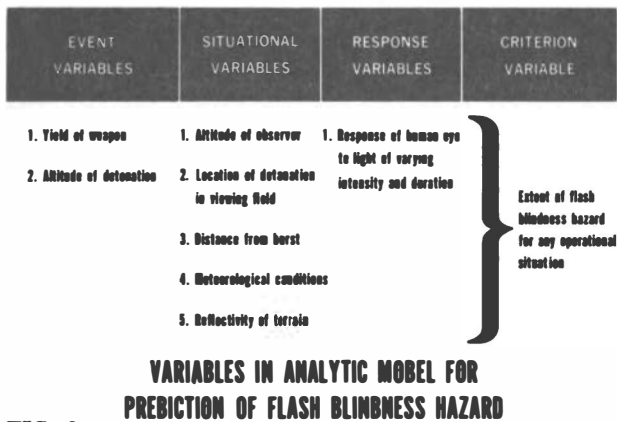 EVENT
VARIABLES
SITUATIONAL
VARIABLES
RESPONSE
VARIABLES
CRITERION
VARIABLE
1. Yield of weapon
2. Altitude of detonation
1. Altitude of observer
2. Location of detonation
in viewing field
3. Distance from burst
4. Meteorological conditions
5. Reflectivity of terrain
1. Response of human eye
to light of varying
intensity and duration
Extent of flash
blindness hazard
for any operational
situation
VARIABLES IN ANALYTIC MODEL FOR
PREDICTION OF FLASH BLINDNESS HAZARD